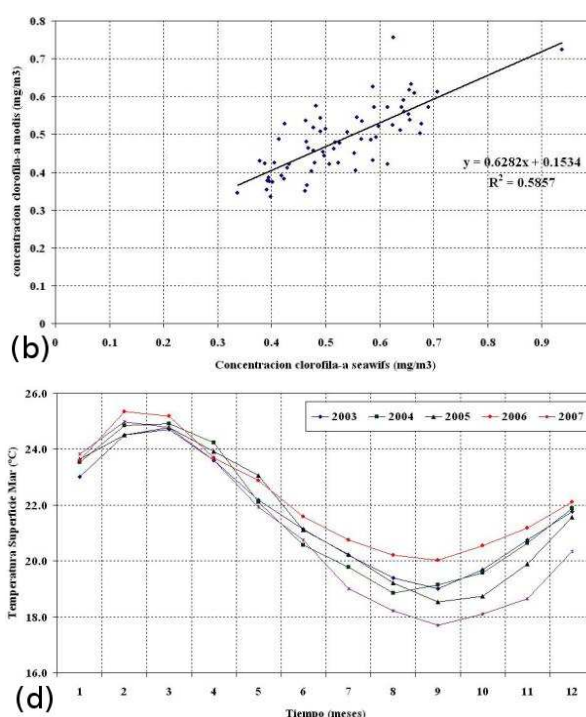 0.8
0.7
0.6
0.5
0.4
0.3
0.2
0.1
0
concentracion clorofila-a modis (mg/m3)
y = 0.6282x + 0.1534
R² = 0.5857
0 0.1 0.2 0.3 0.4 0.5 0.6 0.7 0.8 0.9 1
(b)
Concentracion clorofila-a seawifs (mg/m3)
26.0
24.0
22.0
20.0
18.0
16.0
Temperatura Superficie Mar (°C)
2003 2004 2005 2006 2007
1 2 3 4 5 6 7 8 9 10 11 12
(d)
Tiempo (meses)